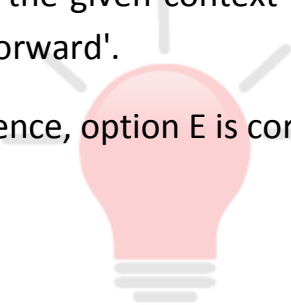 the given context
orward'.
ence, option E is cor